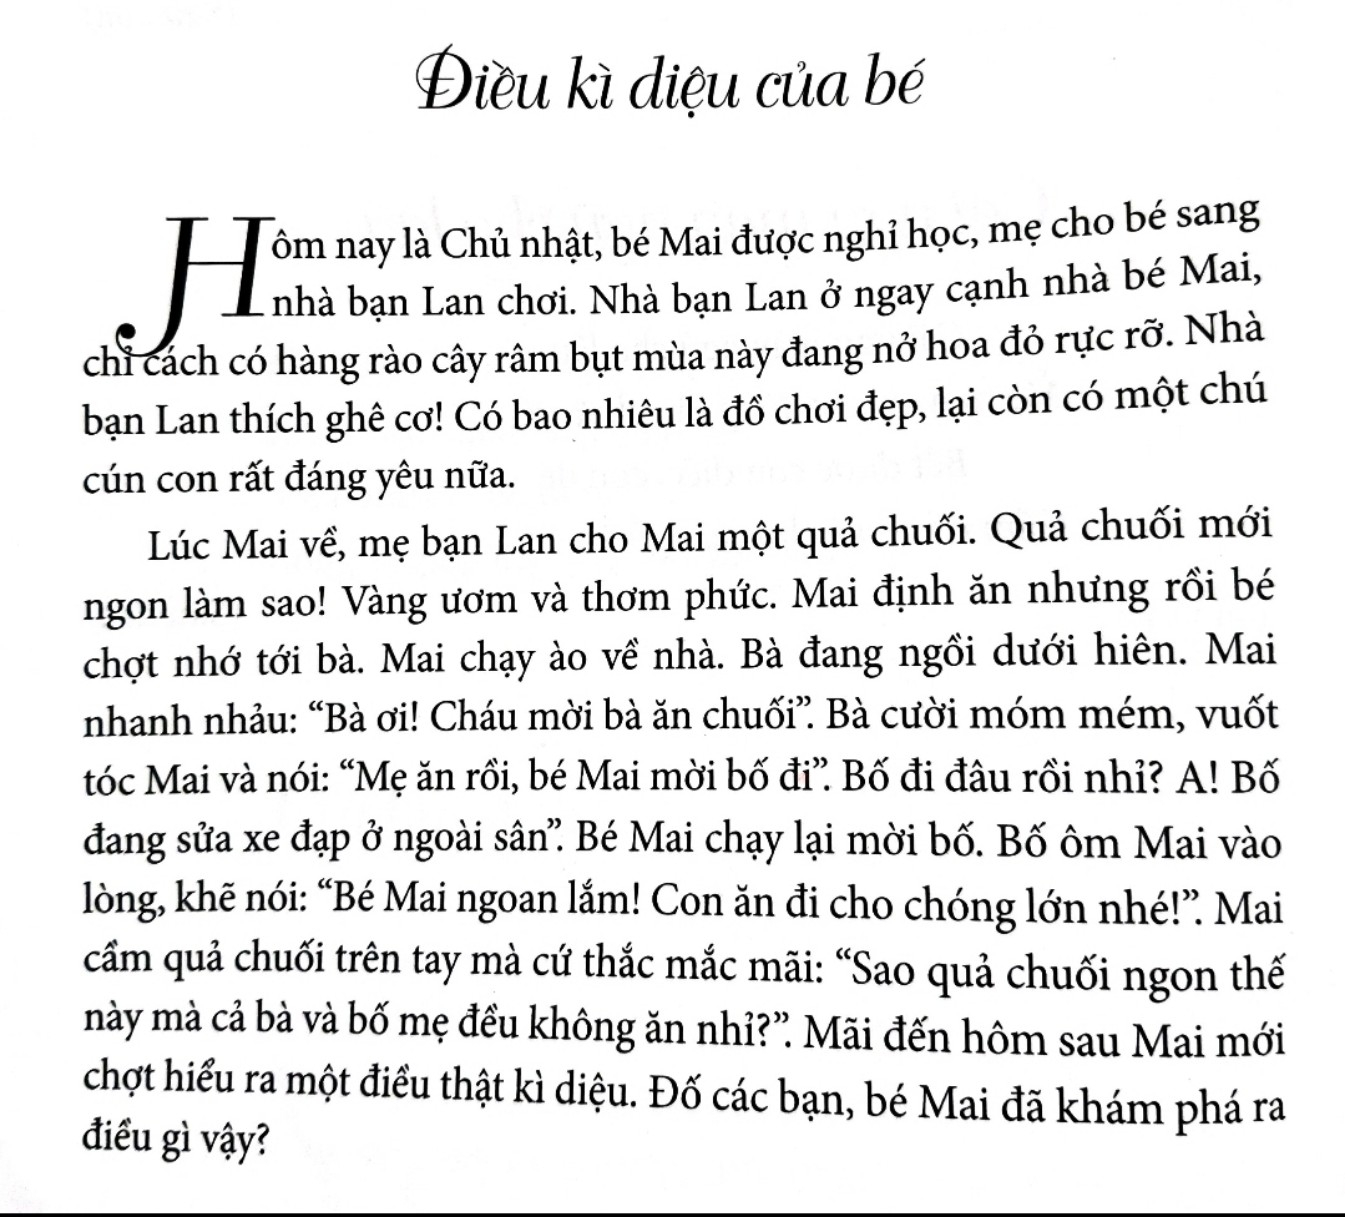 Điều kì diệu của bé
Hôm nay là Chủ nhật, bé Mai được nghỉ học, mẹ cho bé sang
nhà bạn Lan chơi. Nhà bạn Lan ở ngay cạnh nhà bé Mai,
chỉ cách có hàng rào cây râm bụt mùa này đang nở hoa đỏ rực rỡ. Nhà
bạn Lan thích ghê cơ! Có bao nhiêu là đồ chơi đẹp, lại còn có một chú
cún con rất đáng yêu nữa.
Lúc Mai về, mẹ bạn Lan cho Mai một quả chuối. Quả chuối mới
ngon làm sao! Vàng ươm và thơm phức. Mai định ăn nhưng rồi bé
chợt nhớ tới bà. Mai chạy ào về nhà. Bà đang ngồi dưới hiên. Mai
nhanh nhảu: “Bà ơi! Cháu mời bà ăn chuối”. Bà cười móm mém, vuốt
tóc Mai và nói: “Mẹ ăn rồi, bé Mai mời bố đi”. Bố đi đâu rồi nhỉ? A! Bố
đang sửa xe đạp ở ngoài sân”. Bé Mai chạy lại mời bố. Bố ôm Mai vào
lòng, khẽ nói: “Bé Mai ngoan lắm! Con ăn đi cho chóng lớn nhé!”. Mai
cầm quả chuối trên tay mà cứ thắc mắc mãi: “Sao quả chuối ngon thế
này mà cả bà và bố mẹ đều không ăn nhỉ?”. Mãi đến hôm sau Mai mới
chợt hiểu ra một điều thật kì diệu. Đố các bạn, bé Mai đã khám phá ra
điều gì vậy?